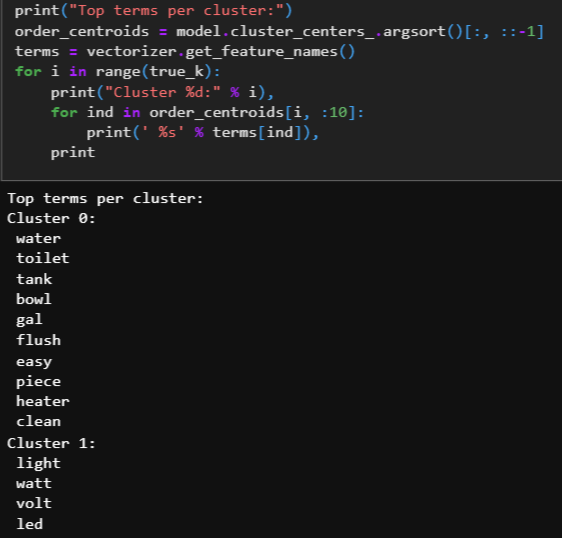 print("Top terms per cluster:")
order_centroids = model.cluster_centers_.argsort()[:, ::-1]
terms = vectorizer.get_feature_names()
for i in range(true_k):
    print("Cluster %d:" % i),
    for ind in order_centroids[i, :10]:
        print(' %s' % terms[ind]),
    print
Top terms per cluster:
Cluster 0:
 water
 toilet
 tank
 bowl
 gal
 flush
 easy
 piece
 heater
 clean
Cluster 1:
 light
 watt
 volt
 led